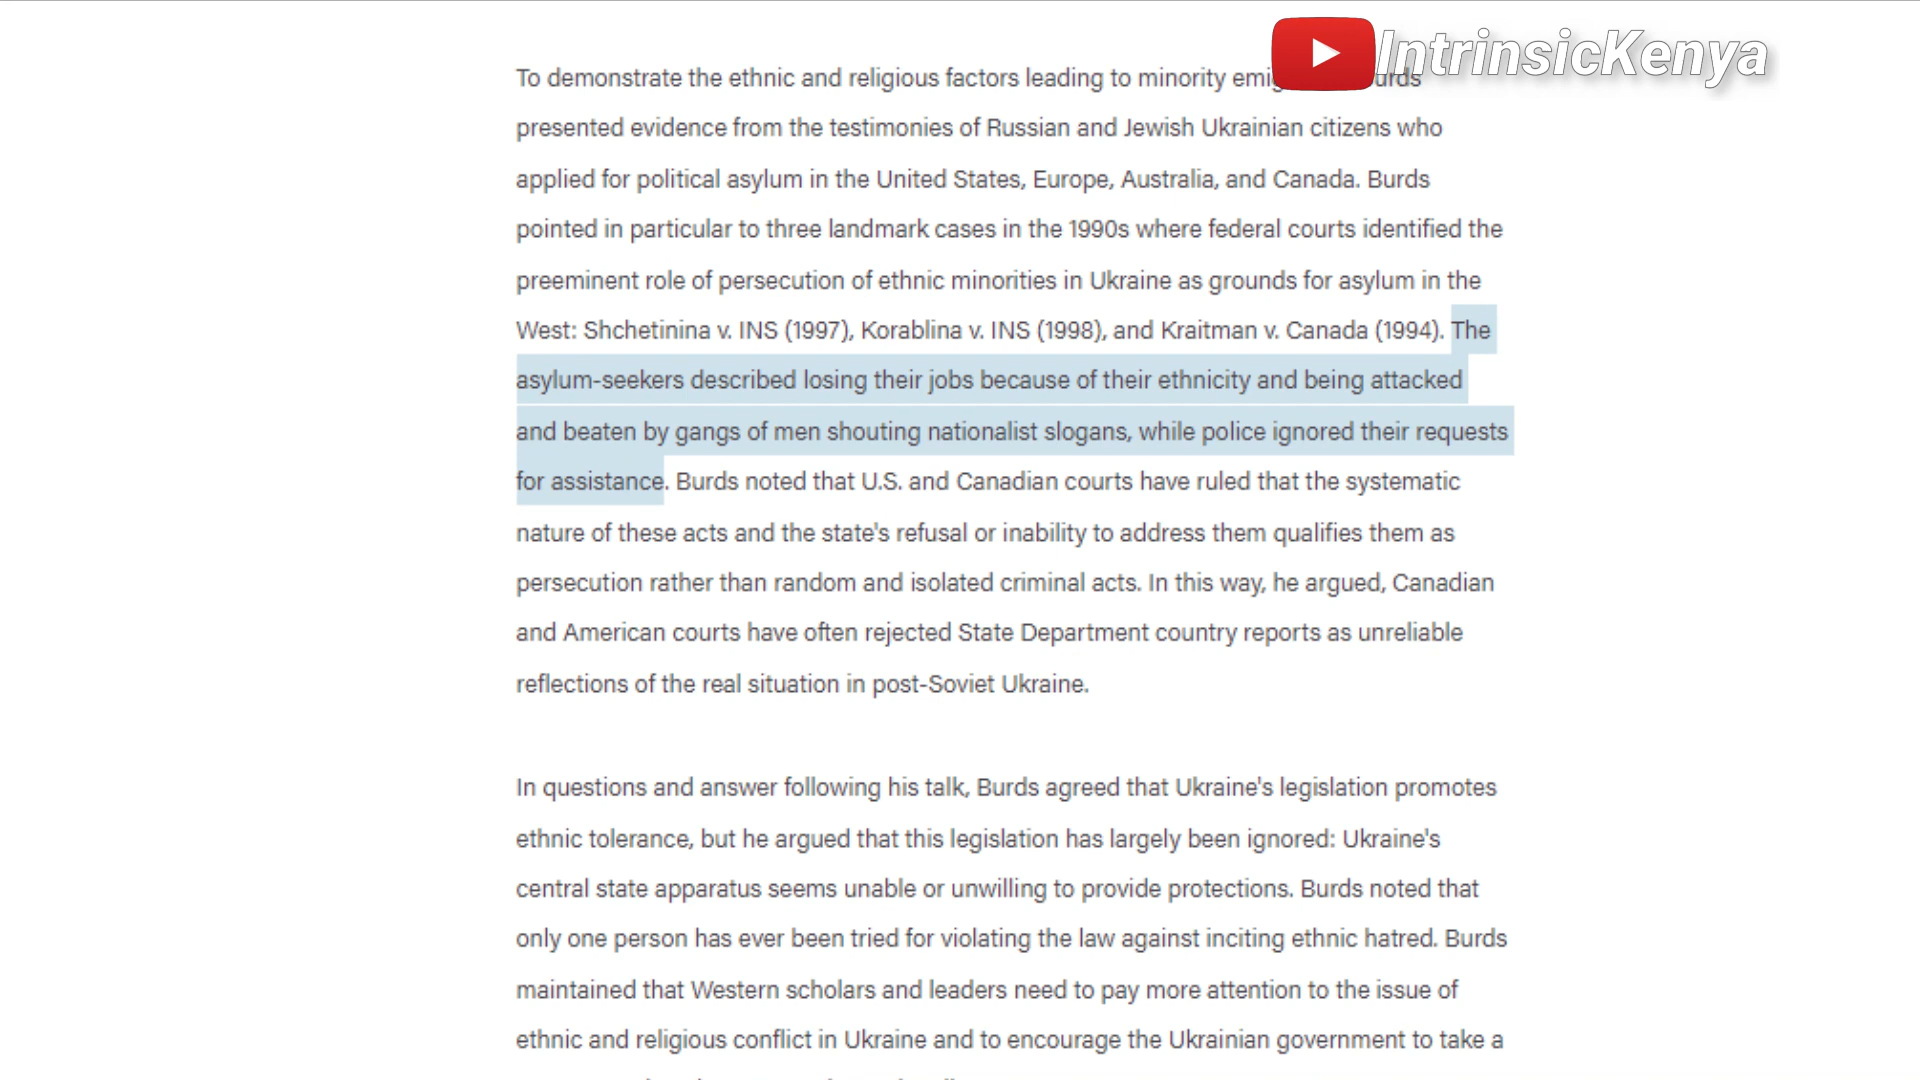 IntrinsicKenya
To demonstrate the ethnic and religious factors leading to minority
presented evidence from the testimonies of Russian and Jewish Ukrainian citizens who
applied for political asylum in the United States, Europe, Australia, and Canada. Burds
pointed in particular to three landmark cases in the 1990s where federal courts identified the
preeminent role of persecution of ethnic minorities in Ukraine as grounds for asylum in the
West: Shchetinina v. INS (1997), Korablina v. INS (1998), and Kraitman v. Canada (1994). The
asylum-seekers described losing their jobs because of their ethnicity and being attacked
and beaten by gangs of men shouting nationalist slogans, while police ignored their requests
for assistance. Burds noted that U.S. and Canadian courts have ruled that the systematic
nature of these acts and the state's refusal or inability to address them qualifies them as
persecution rather than random and isolated criminal acts. In this way, he argued, Canadian
and American courts have often rejected State Department country reports as unreliable
reflections of the real situation in post-Soviet Ukraine.
In questions and answer following his talk, Burds agreed that Ukraine's legislation promotes
ethnic tolerance, but he argued that this legislation has largely been ignored: Ukraine's
central state apparatus seems unable or unwilling to provide protections. Burds noted that
only one person has ever been tried for violating the law against inciting ethnic hatred. Burds
maintained that Western scholars and leaders need to pay more attention to the issue of
ethnic and religious conflict in Ukraine and to encourage the Ukrainian government to take a